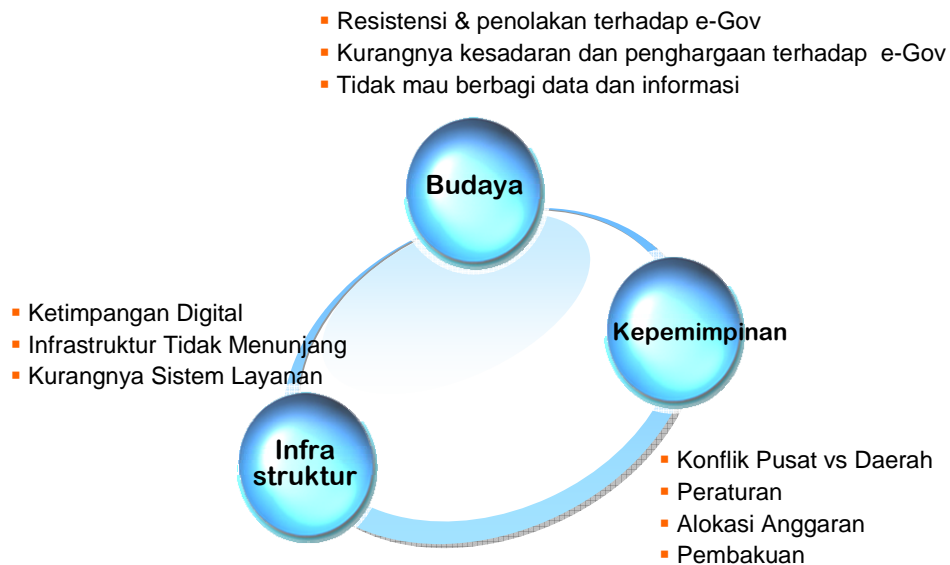 ▪ Resistensi & penolakan terhadap e-Gov
▪ Kurangnya kesadaran dan penghargaan terhadap e-Gov
▪ Tidak mau berbagi data dan informasi
Budaya
Kepemimpinan
▪ Ketimpangan Digital
▪ Infrastruktur Tidak Menunjang
▪ Kurangnya Sistem Layanan
Infra
struktur
▪ Konflik Pusat vs Daerah
▪ Peraturan
▪ Alokasi Anggaran
▪ Pembakuan